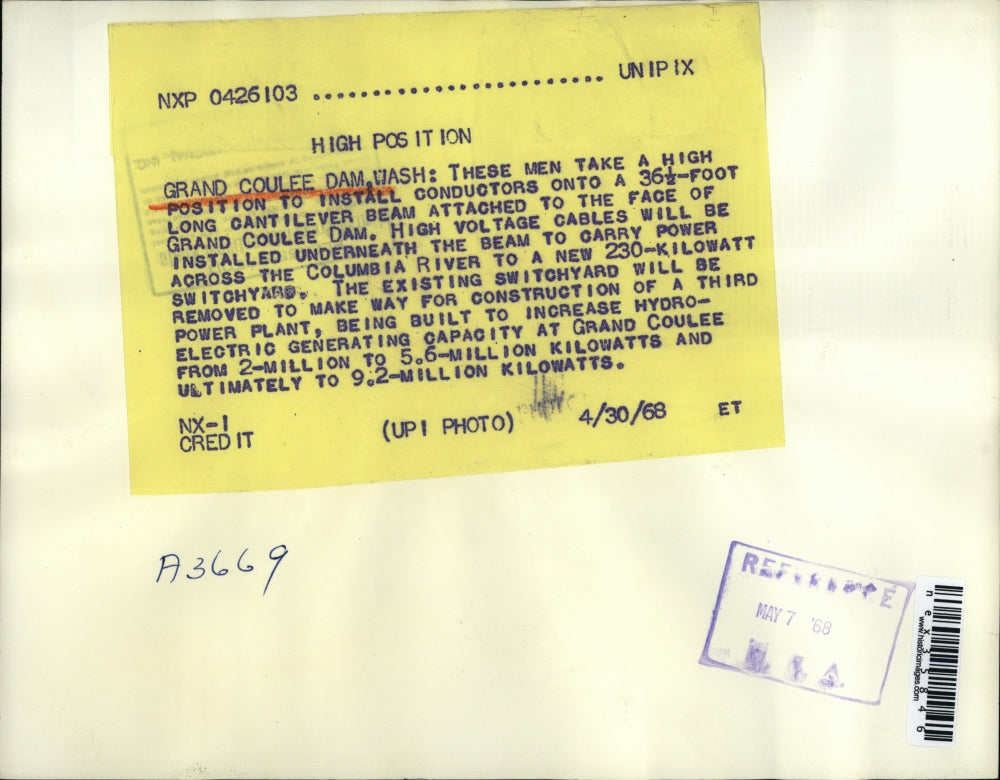 NXP 0426103 ......................... UNIPIX
HIGH POSITION
GRAND COULEE DAM,WASH: THESE MEN TAKE A HIGH
POSITION TO INSTALL CONDUCTORS ONTO A 36½-FOOT
LONG CANTILEVER BEAM ATTACHED TO THE FACE OF
GRAND COULEE DAM. HIGH VOLTAGE CABLES WILL BE
INSTALLED UNDERNEATH THE BEAM TO CARRY POWER
ACROSS THE COLUMBIA RIVER TO A NEW 230-KILOWATT
SWITCHYARD. THE EXISTING SWITCHYARD WILL BE
REMOVED TO MAKE WAY FOR CONSTRUCTION OF A THIRD
POWER PLANT, BEING BUILT TO INCREASE HYDRO-
ELECTRIC GENERATING CAPACITY AT GRAND COULEE
FROM 2-MILLION TO 5.6-MILLION KILOWATTS AND
ULTIMATELY TO 9.2-MILLION KILOWATTS.
NX-1 (UPI PHOTO) 4/30/68 ET
CREDIT
A3669
REFERENCE
MAY 7 '68
nex35846
www.historicimages.com